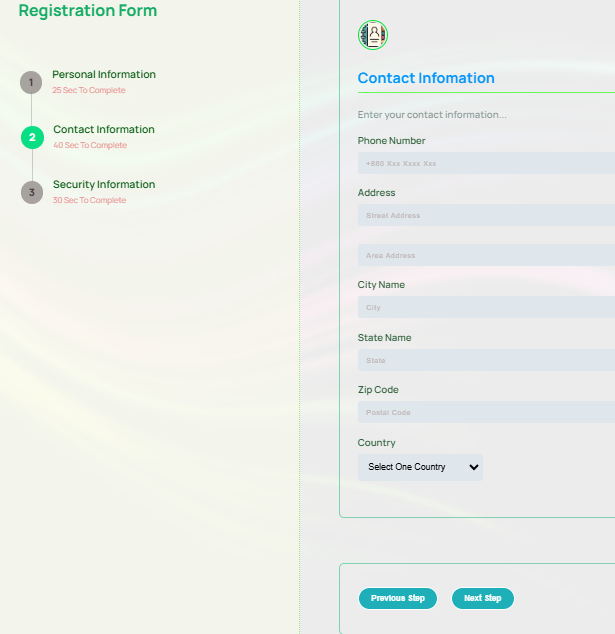 Registration Form
1
Personal Information
25 Sec To Complete
2
Contact Information
40 Sec To Complete
3
Security Information
30 Sec To Complete
Contact Infomation
Enter your contact information...
Phone Number
+880 Xxx Xxxx Xxx
Address
Street Address
Area Address
City Name
City
State Name
State
Zip Code
Postal Code
Country
Select One Country
Previous Step
Next Step